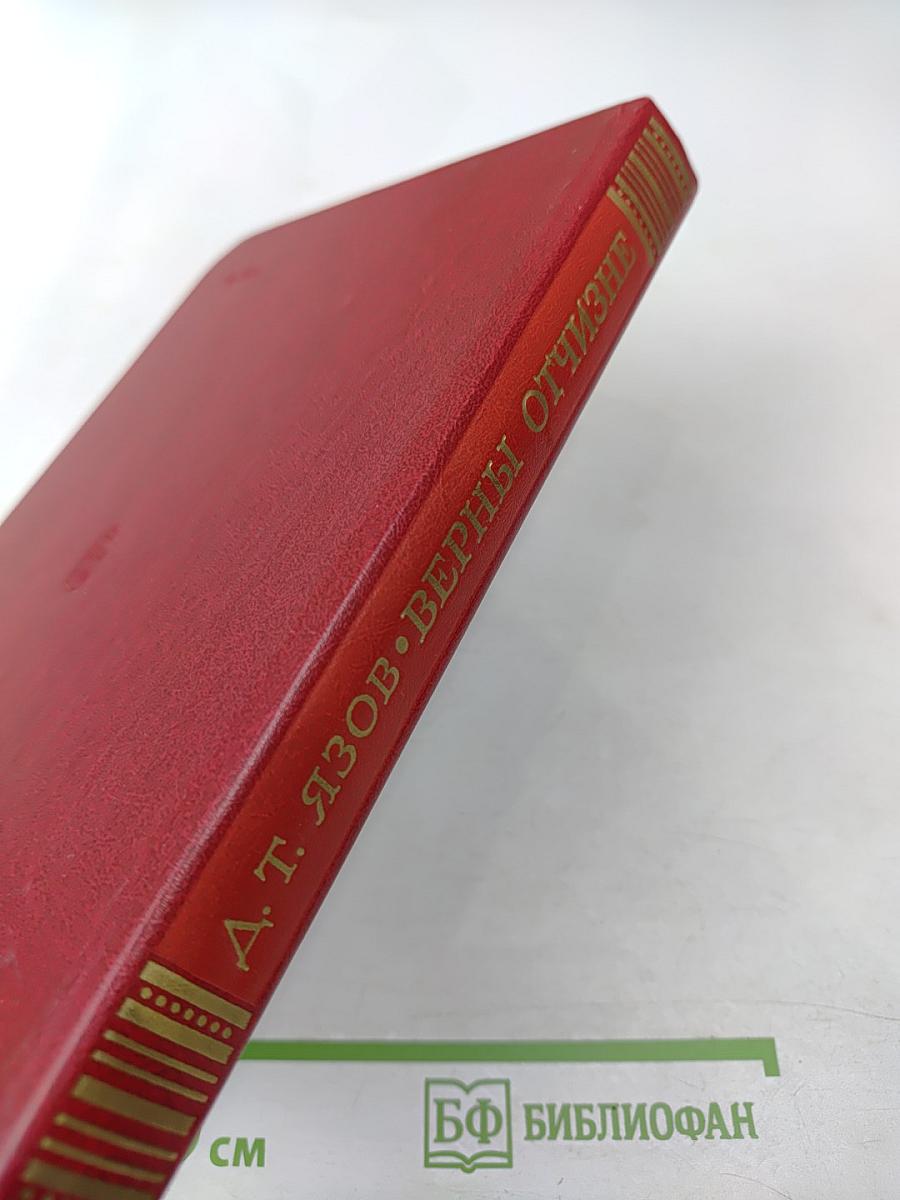 Д. Т. ЯЗОВ · ВЕРНЫ ОТЧИЗНЕ
СМ
БФ БИБЛИОФАН